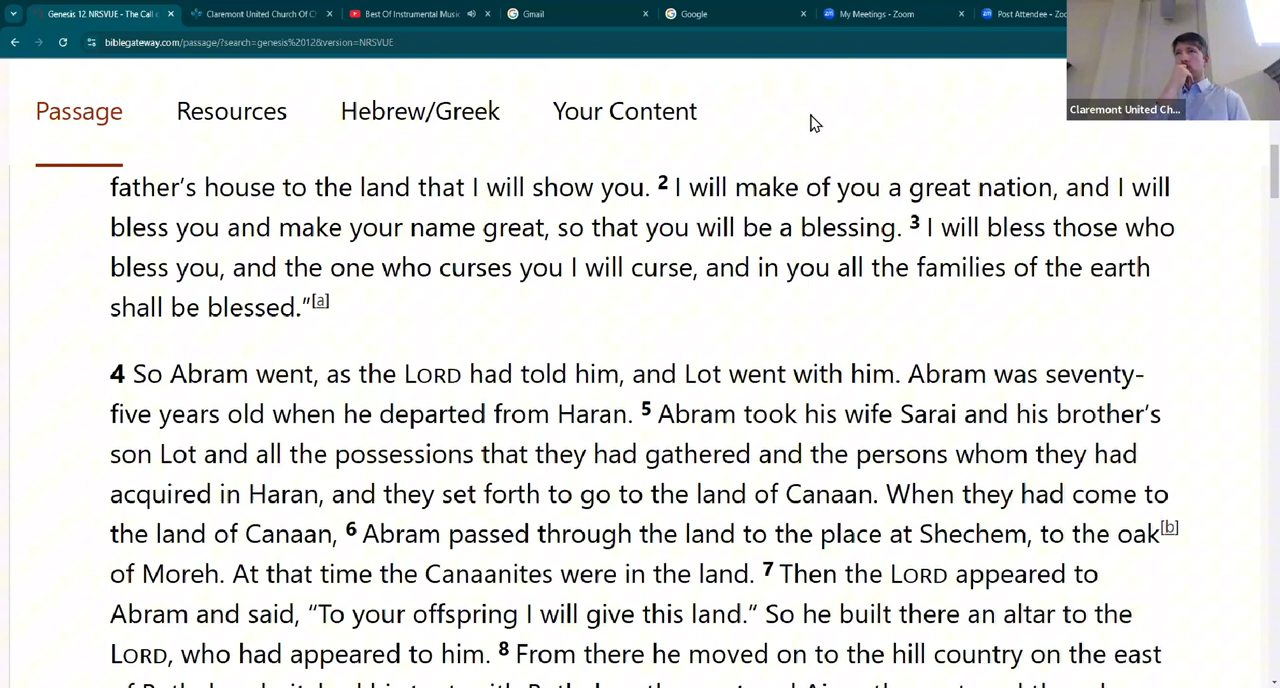 Genesis 12 NRSVUE - The Call o
Claremont United Church Of C
Best Of Instrumental Music
Gmail
Google
My Meetings - Zoom
Post Attendee - Zoo
biblegateway.com/passage/?search=genesis%2012&version=NRSVUE
Claremont United Ch...
Passage
Resources
Hebrew/Greek
Your Content
father’s house to the land that I will show you. 2 I will make of you a great nation, and I will
bless you and make your name great, so that you will be a blessing. 3 I will bless those who
bless you, and the one who curses you I will curse, and in you all the families of the earth
shall be blessed.”[a]
4 So Abram went, as the LORD had told him, and Lot went with him. Abram was seventy-
five years old when he departed from Haran. 5 Abram took his wife Sarai and his brother’s
son Lot and all the possessions that they had gathered and the persons whom they had
acquired in Haran, and they set forth to go to the land of Canaan. When they had come to
the land of Canaan, 6 Abram passed through the land to the place at Shechem, to the oak[b]
of Moreh. At that time the Canaanites were in the land. 7 Then the LORD appeared to
Abram and said, “To your offspring I will give this land.” So he built there an altar to the
LORD, who had appeared to him. 8 From there he moved on to the hill country on the east